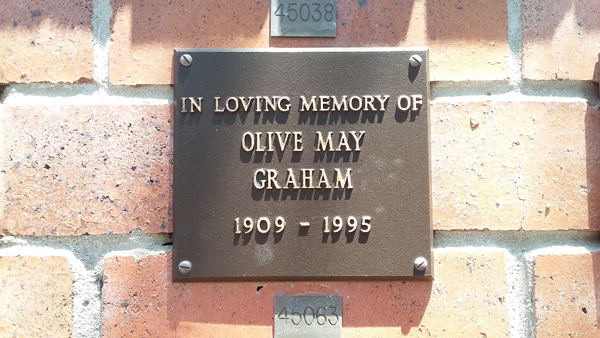 45038
IN LOVING MEMORY OF
OLIVE MAY
GRAHAM
1909 - 1995
45063